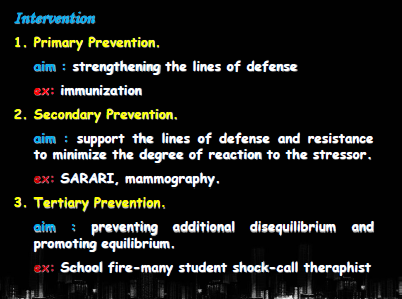 Intervention
1. Primary Prevention.
aim : strengthening the lines of defense
ex: immunization
2. Secondary Prevention.
aim : support the lines of defense and resistance
to minimize the degree of reaction to the stressor.
ex: SARARI, mammography.
3. Tertiary Prevention.
aim : preventing additional disequilibrium and
promoting equilibrium.
ex: School fire-many student shock-call theraphist